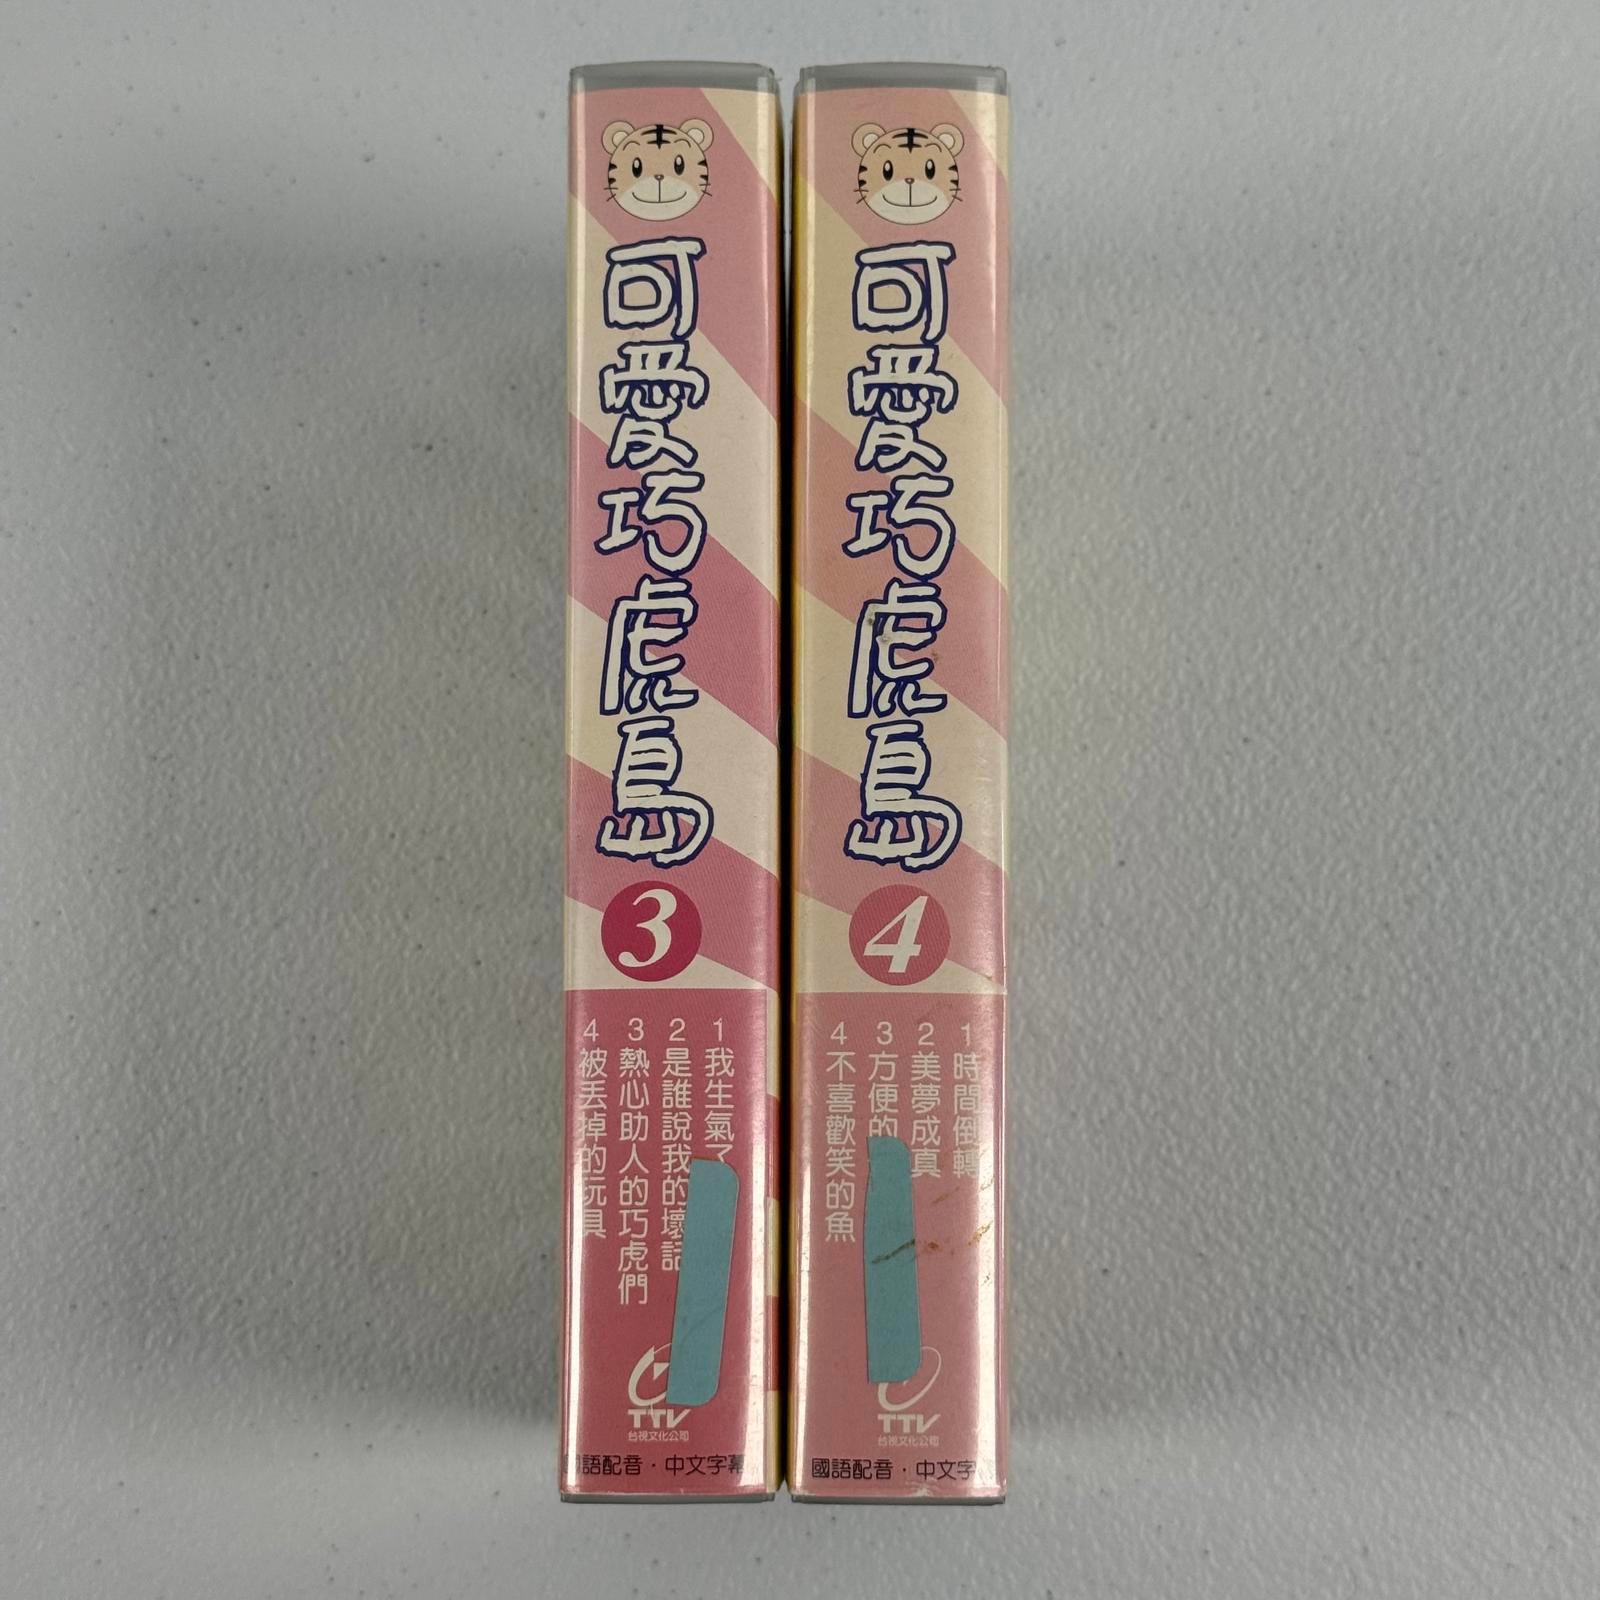 可愛巧虎島
3
1 我生氣了
2 是誰說我的壞話
3 熱心助人的巧虎們
4 被丟掉的玩具
TTV
台視文化公司
國語配音・中文字幕
可愛巧虎島
4
1 時間倒轉
2 美夢成真
3 方便的
4 不喜歡笑的魚
TTV
台視文化公司
國語配音・中文字